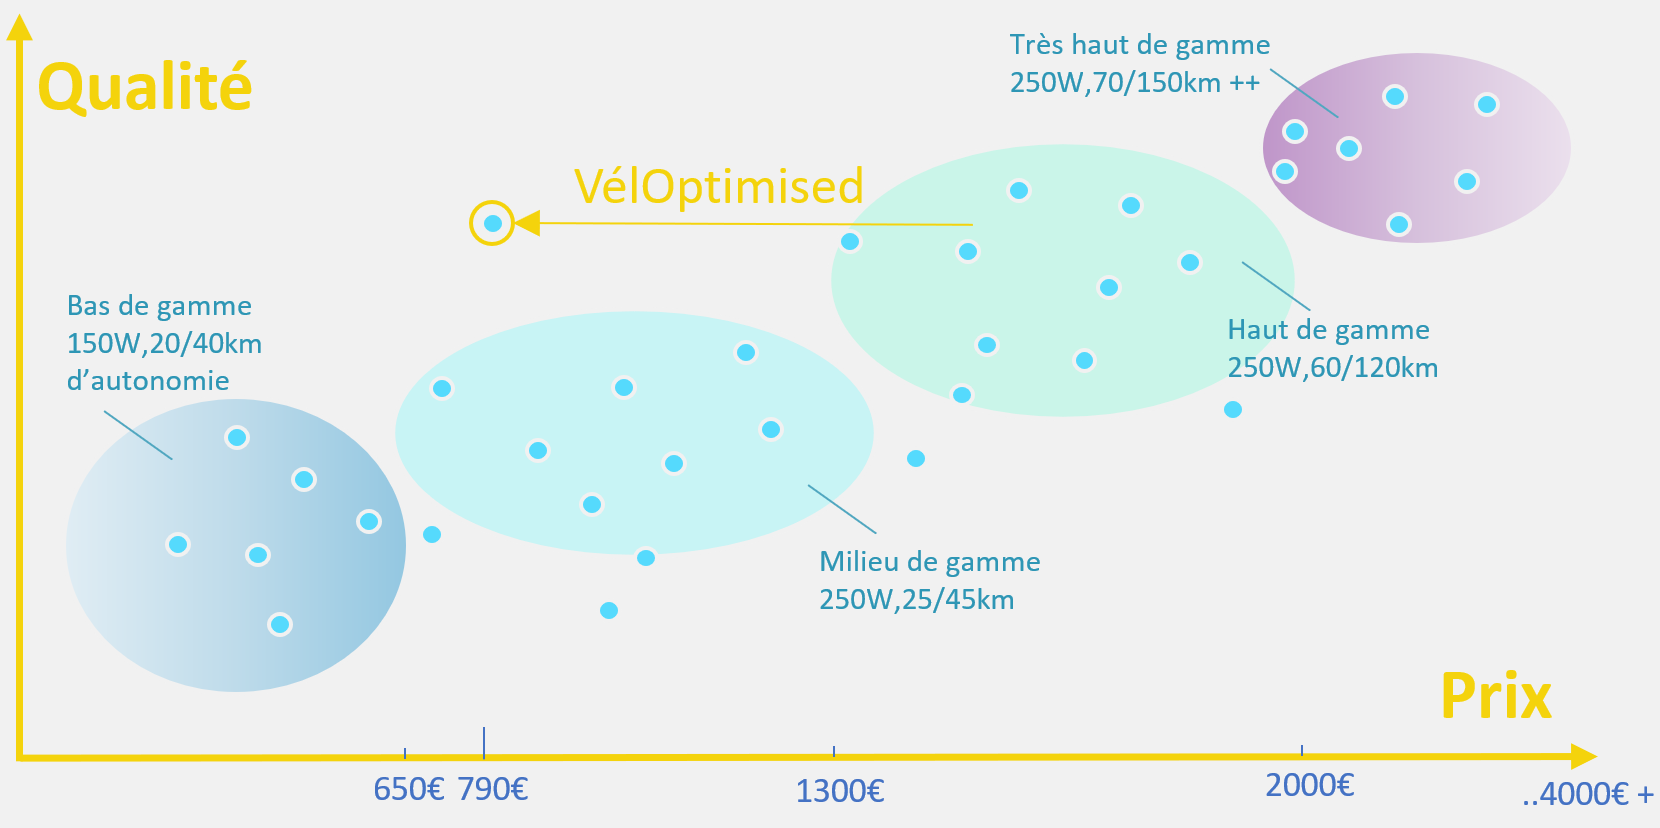 Qualité
Très haut de gamme
250W,70/150km ++
VélOptimised
Bas de gamme
150W,20/40km
d’autonomie
Haut de gamme
250W,60/120km
Milieu de gamme
250W,25/45km
Prix
650€ 790€ 1300€ 2000€ ..4000€ +